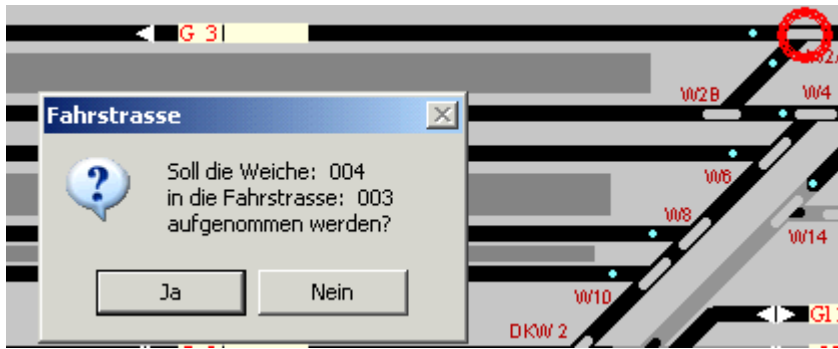 G 3
W2B
W4
Fahrstrasse
Soll die Weiche: 004
in die Fahrstrasse: 003
aufgenommen werden?
Ja
Nein
W6
W8
W14
W10
DKW 2